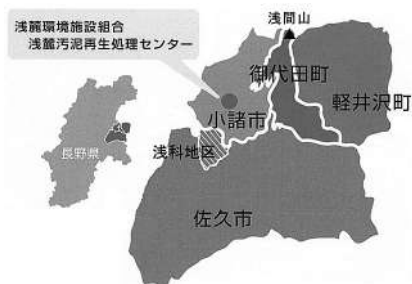 浅麓環境施設組合
浅麓汚泥再生処理センター
浅間山
御代田町
軽井沢町
小諸市
浅科地区
長野県
佐久市